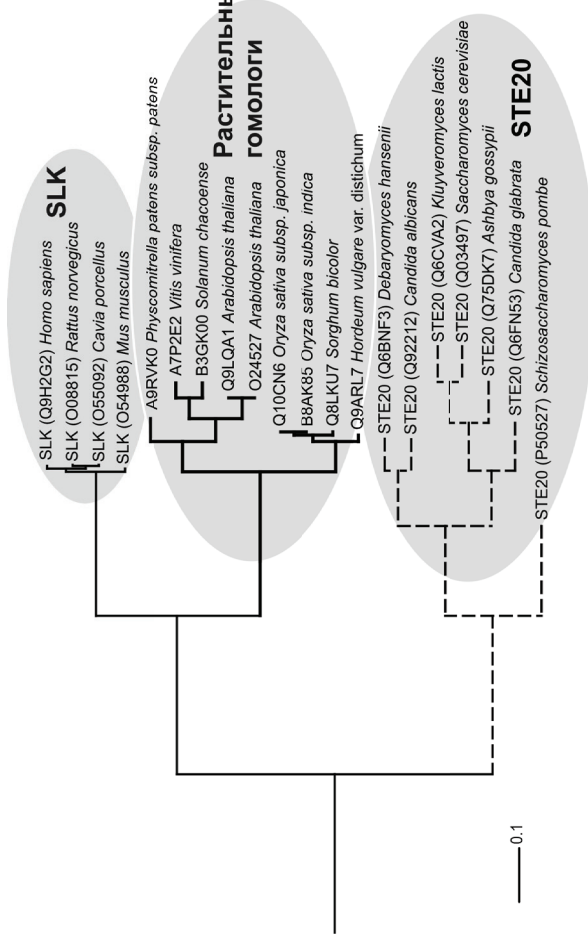 SLK (Q9H2G2) Homo sapiens
SLK (O08815) Rattus norvegicus
SLK (O55092) Cavia porcellus
SLK (O54988) Mus musculus
SLK
A9RVK0 Physcomitrella patens subsp. patens
A7P2E2 Vitis vinifera
B3GK00 Solanum chacoense
Q9LQA1 Arabidopsis thaliana
O24527 Arabidopsis thaliana
Q10CN6 Oryza sativa subsp. japonica
B8AK85 Oryza sativa subsp. indica
Q8LKU7 Sorghum bicolor
Q9ARL7 Hordeum vulgare var. distichum
гомологи
STE20 (Q6BNF3) Debaryomyces hansenii
STE20 (Q92212) Candida albicans
STE20 (Q6CVA2) Kluyveromyces lactis
STE20 (Q03497) Saccharomyces cerevisiae
STE20 (Q75DK7) Ashbya gossypii
STE20 (Q6FN53) Candida glabrata
STE20 (P50527) Schizosaccharomyces pombe
STE20
0.1